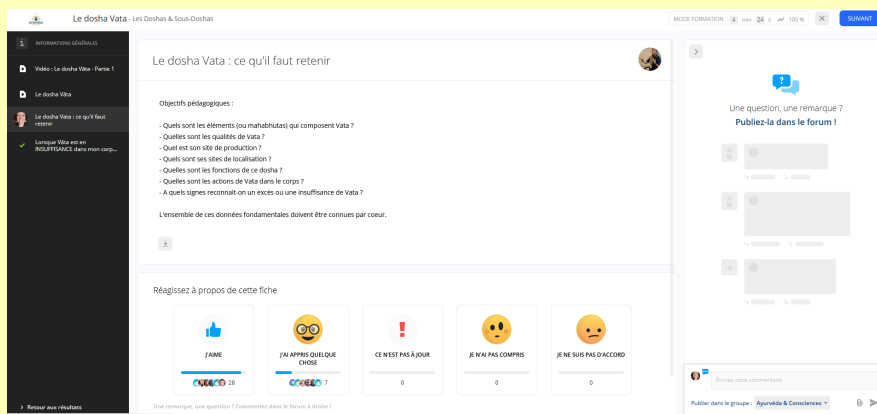 Le dosha Vata - Les Doshas & Sous-Doshas
MODE FORMATION 4 min 24 s 100 %
SUIVANT
INFORMATIONS GÉNÉRALES
Vidéo : Le dosha Vâta - Partie 1
Le dosha Vâta
Le dosha Vata : ce qu'il faut
retenir
Lorsque Vâta est en
INSUFFISANCE dans mon corp...
Retour aux résultats
Le dosha Vata : ce qu'il faut retenir
Objectifs pédagogiques :
- Quels sont les éléments (ou mahabhutas) qui composent Vata ?
- Quelles sont les qualités de Vata ?
- Quel est son site de production ?
- Quels sont ses sites de localisation ?
- Quelles sont les fonctions de ce dosha ?
- Quelles sont les actions de Vata dans le corps ?
- A quels signes reconnait-on un excès ou une insuffisance de Vata ?
L'ensemble de ces données fondamentales doivent être connues par coeur.
Réagissez à propos de cette fiche
J'AIME
28
J'AI APPRIS QUELQUE
CHOSE
7
CE N'EST PAS À JOUR
0
JE N'AI PAS COMPRIS
0
JE NE SUIS PAS D'ACCORD
0
Une remarque, une question ? Commentez dans le forum à droite !
Une question, une remarque ?
Publiez-la dans le forum !
Écrivez votre commentaire
Publier dans le groupe : Ayurvéda & Consciences